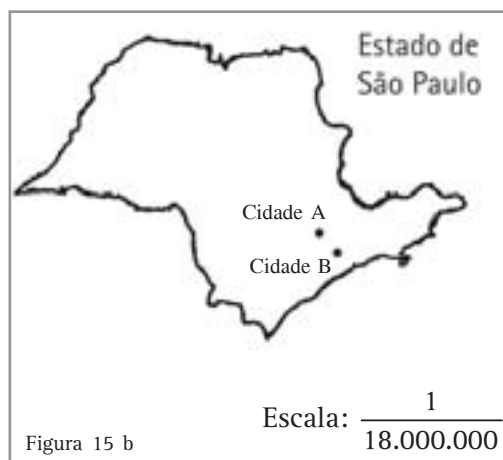 Estado de
São Paulo
Cidade A
Cidade B
Escala: 1
18.000.000
Figura 15 b